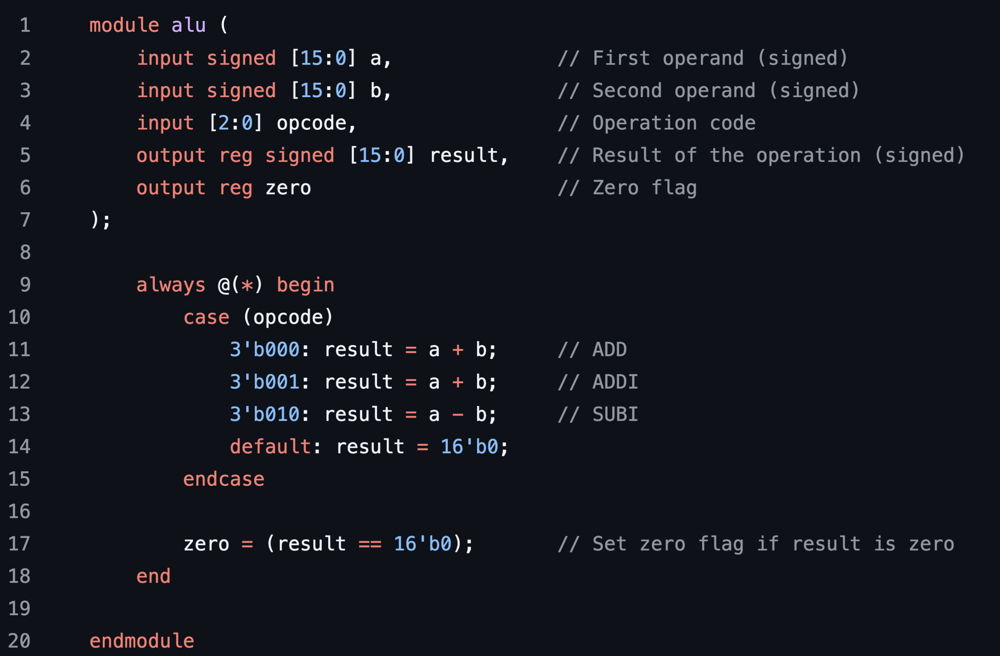 1 module alu (
2 input signed [15:0] a, // First operand (signed)
3 input signed [15:0] b, // Second operand (signed)
4 input [2:0] opcode, // Operation code
5 output reg signed [15:0] result, // Result of the operation (signed)
6 output reg zero // Zero flag
7 );
8
9 always @(*) begin
10 case (opcode)
11 3'b000: result = a + b; // ADD
12 3'b001: result = a + b; // ADDI
13 3'b010: result = a - b; // SUBI
14 default: result = 16'b0;
15 endcase
16
17 zero = (result == 16'b0); // Set zero flag if result is zero
18 end
19
20 endmodule